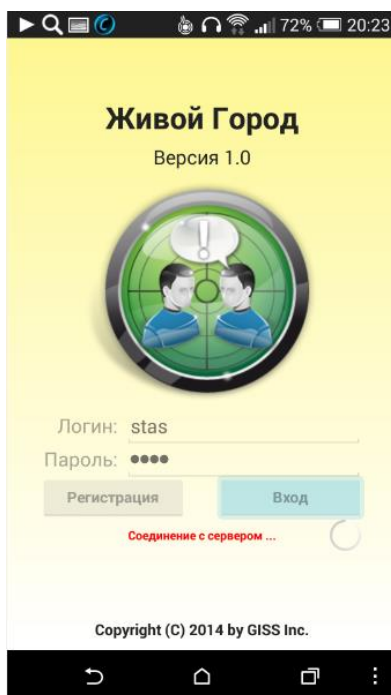 72% 20:23
Живой Город
Версия 1.0
!
Логин: stas
Пароль: ••••
Регистрация Вход
Соединение с сервером ...
Copyright (C) 2014 by GISS Inc.